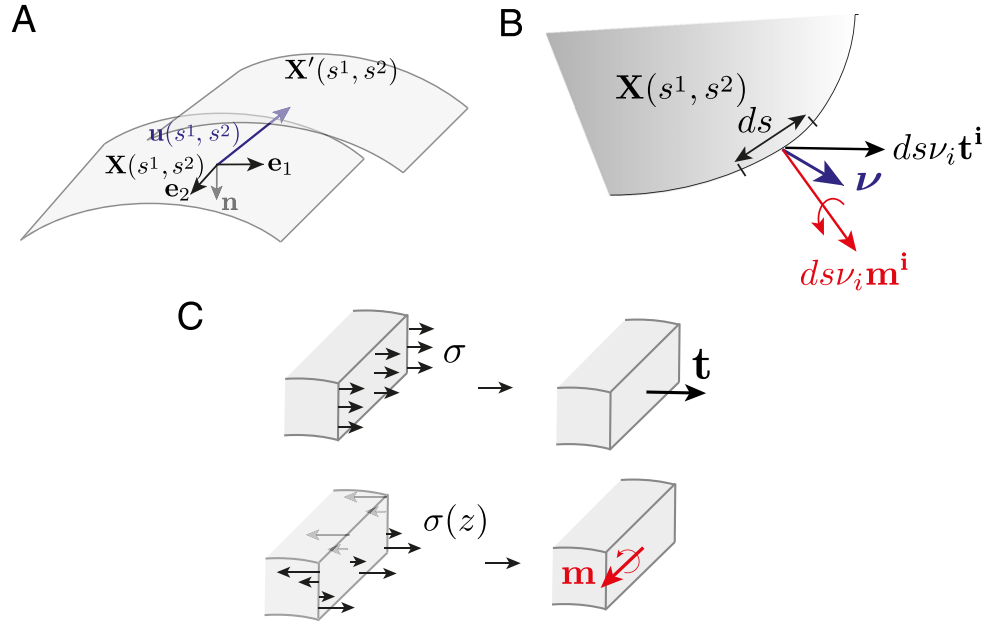 A
X′(s¹, s²)
u(s¹, s²)
X(s¹, s²)
e₁
e₂
n
B
X(s¹, s²)
ds
dsνᵢtⁱ
ν
dsνᵢmⁱ
C
σ
t
σ(z)
m